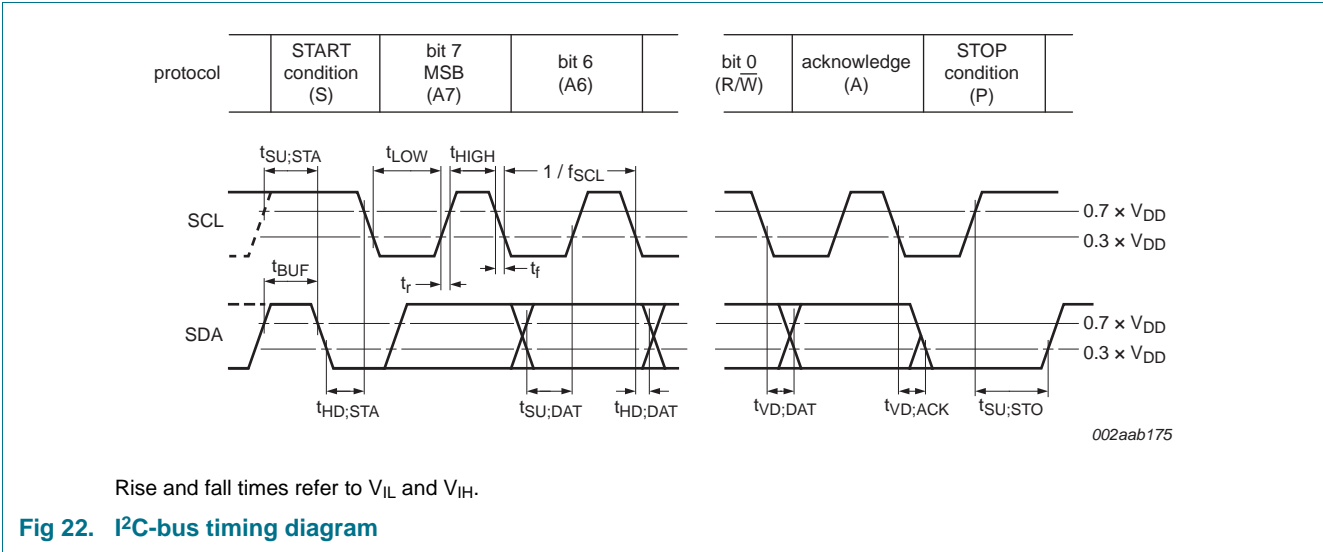 protocol
START
condition
(S)
bit 7
MSB
(A7)
bit 6
(A6)
bit 0
(R/W̅)
acknowledge
(A)
STOP
condition
(P)
tSU;STA
tLOW
tHIGH
1 / fSCL
SCL
0.7 × VDD
0.3 × VDD
tBUF
tr
tf
SDA
0.7 × VDD
0.3 × VDD
tHD;STA
tSU;DAT
tHD;DAT
tVD;DAT
tVD;ACK
tSU;STO
002aab175
Rise and fall times refer to VIL and VIH.
Fig 22. I²C-bus timing diagram